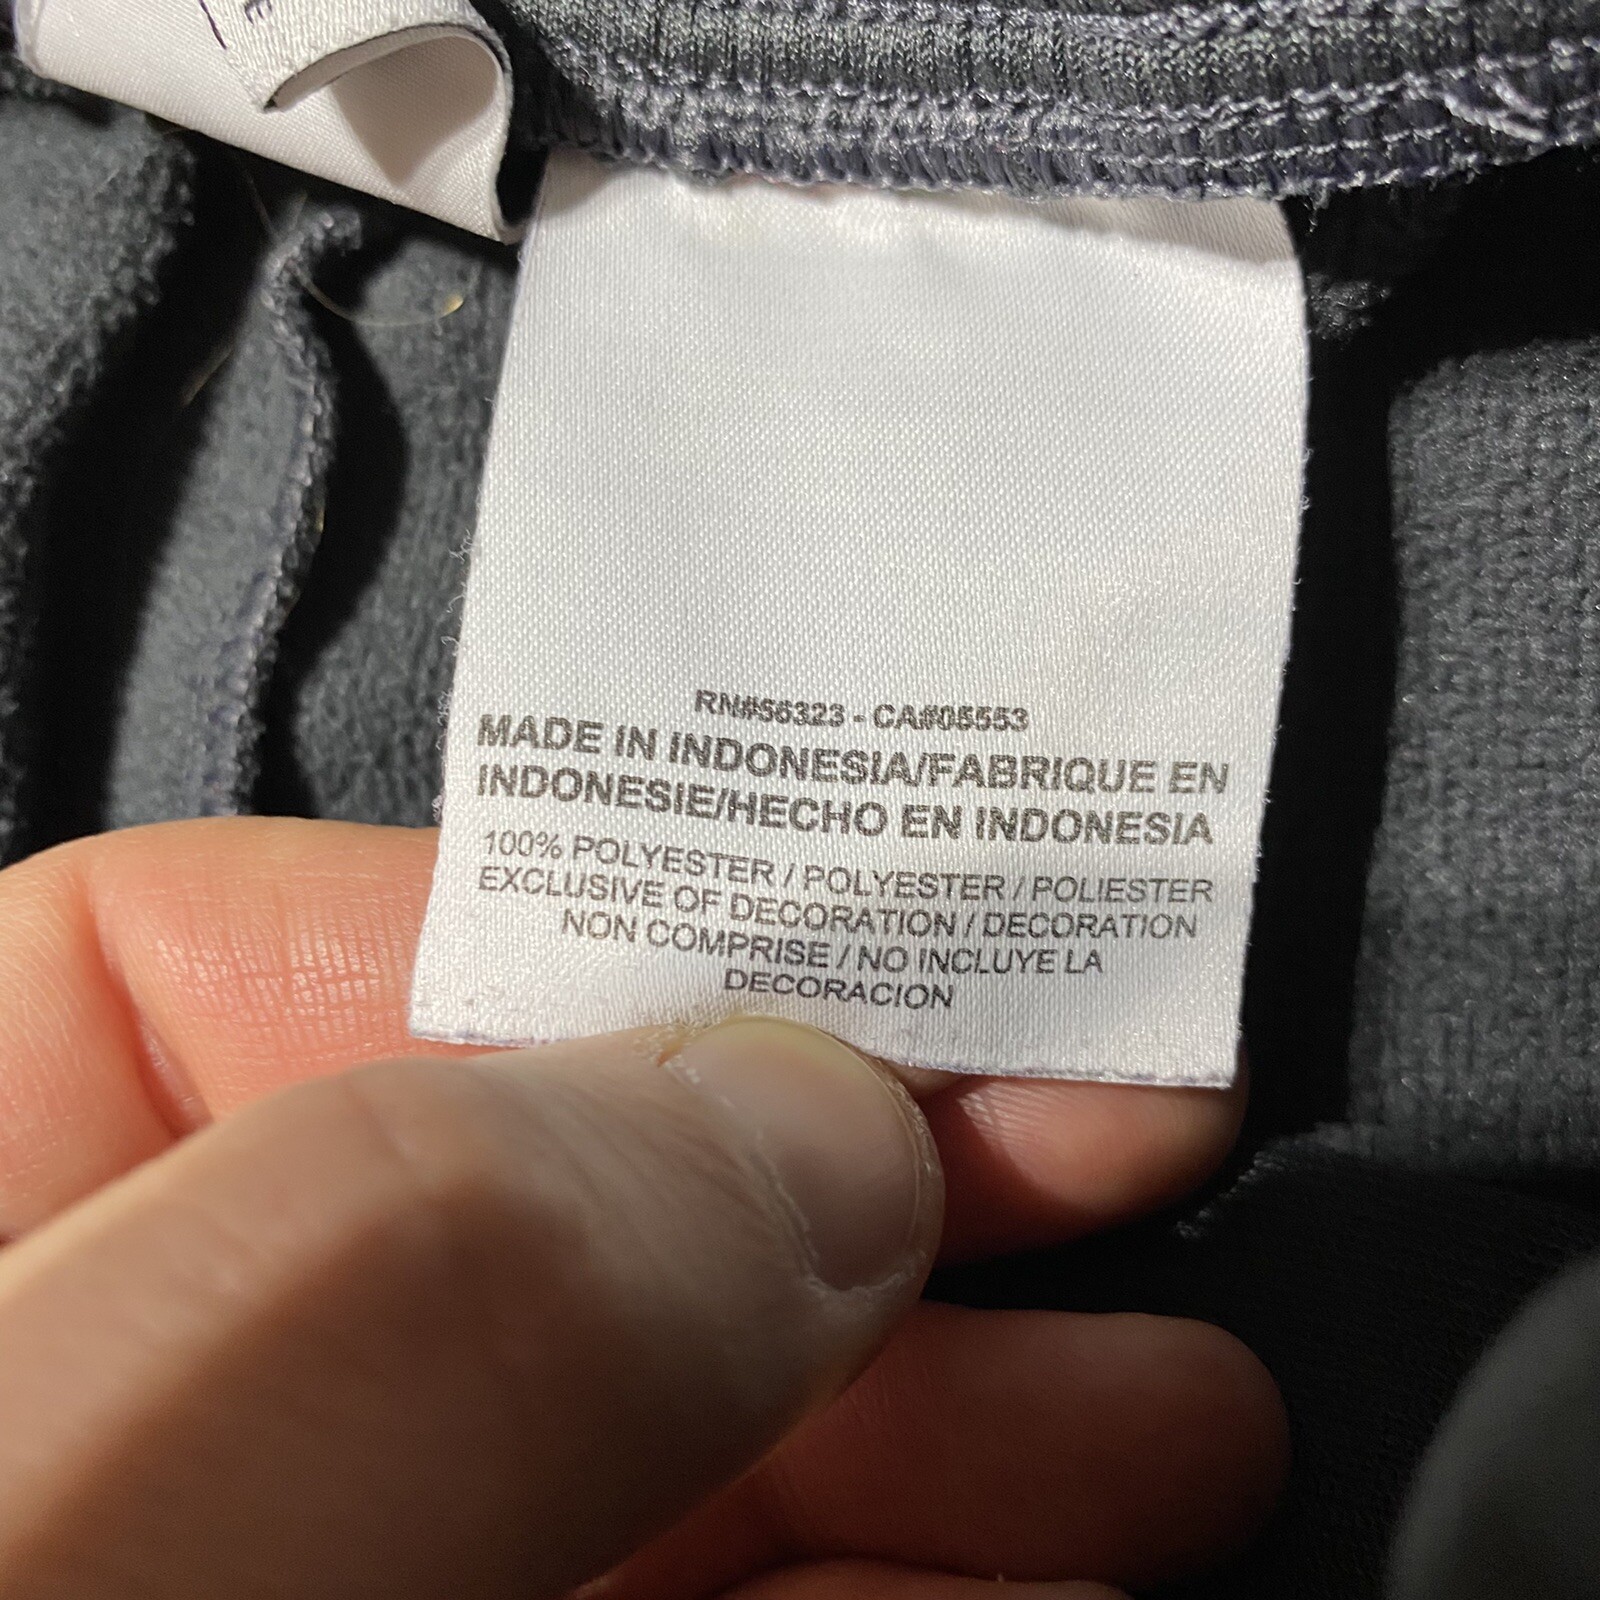 E
RN#56323 - CA#05553
MADE IN INDONESIA/FABRIQUE EN
INDONESIE/HECHO EN INDONESIA
100% POLYESTER / POLYESTER / POLIESTER
EXCLUSIVE OF DECORATION / DECORATION
NON COMPRISE / NO INCLUYE LA
DECORACION